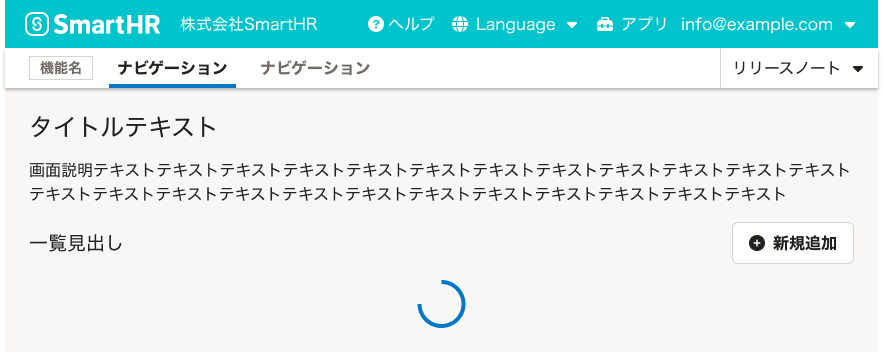 SmartHR 株式会社SmartHR ヘルプ Language アプリ info@example.com
機能名 ナビゲーション ナビゲーション リリースノート
タイトルテキスト
画面説明テキストテキストテキストテキストテキストテキストテキストテキストテキストテキストテキストテキスト
テキストテキストテキストテキストテキストテキストテキストテキストテキストテキストテキストテキスト
一覧見出し 新規追加